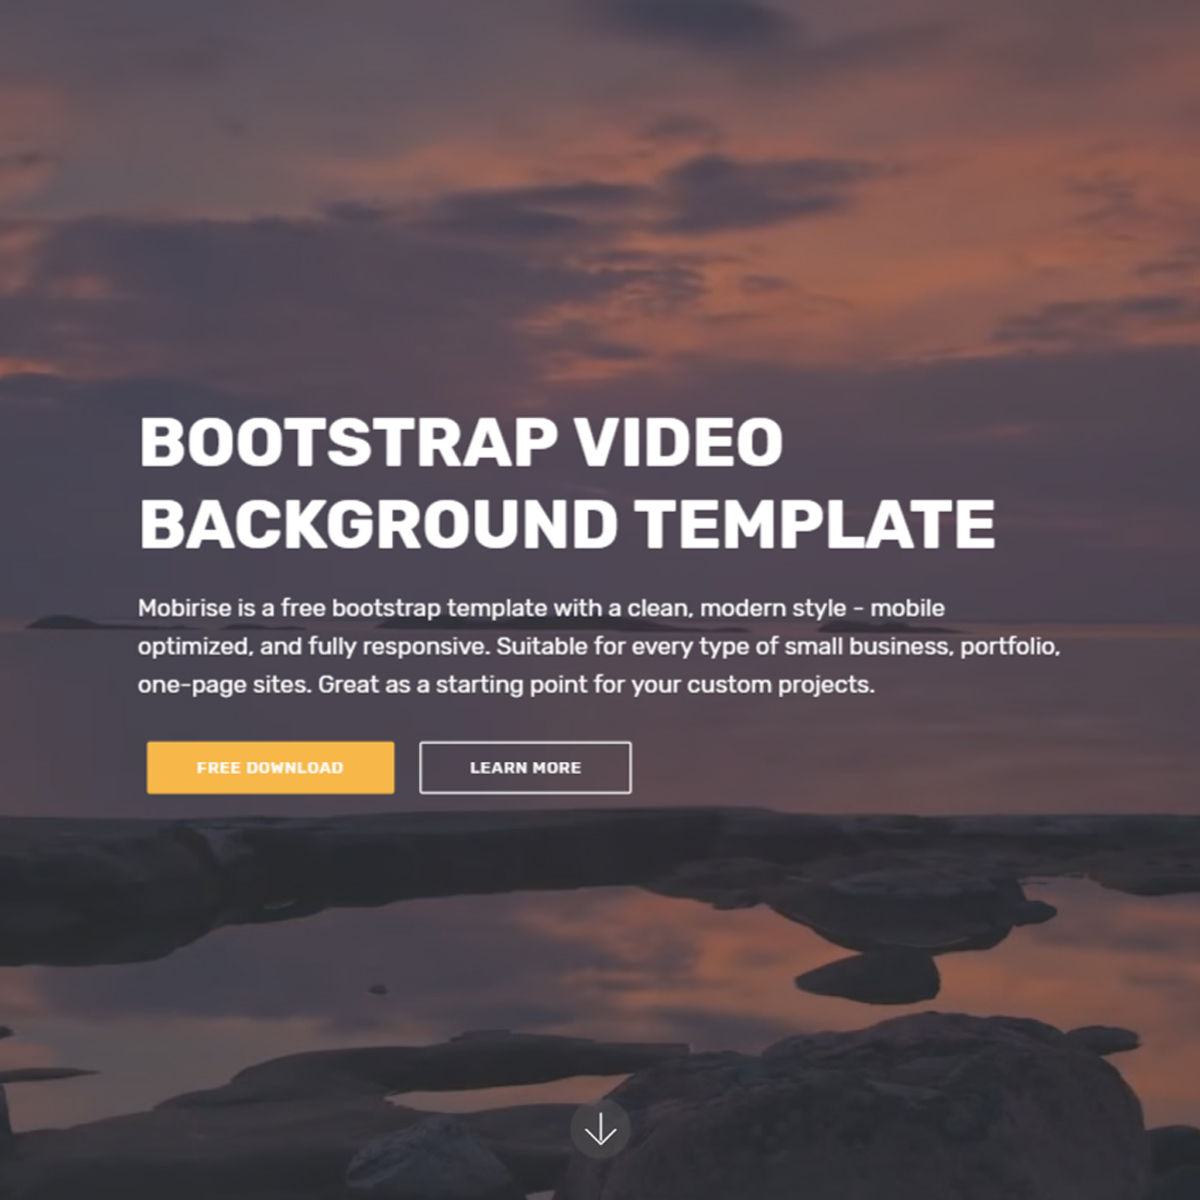 BOOTSTRAP VIDEO
BACKGROUND TEMPLATE
Mobirise is a free bootstrap template with a clean, modern style - mobile
optimized, and fully responsive. Suitable for every type of small business, portfolio,
one-page sites. Great as a starting point for your custom projects.
FREE DOWNLOAD
LEARN MORE